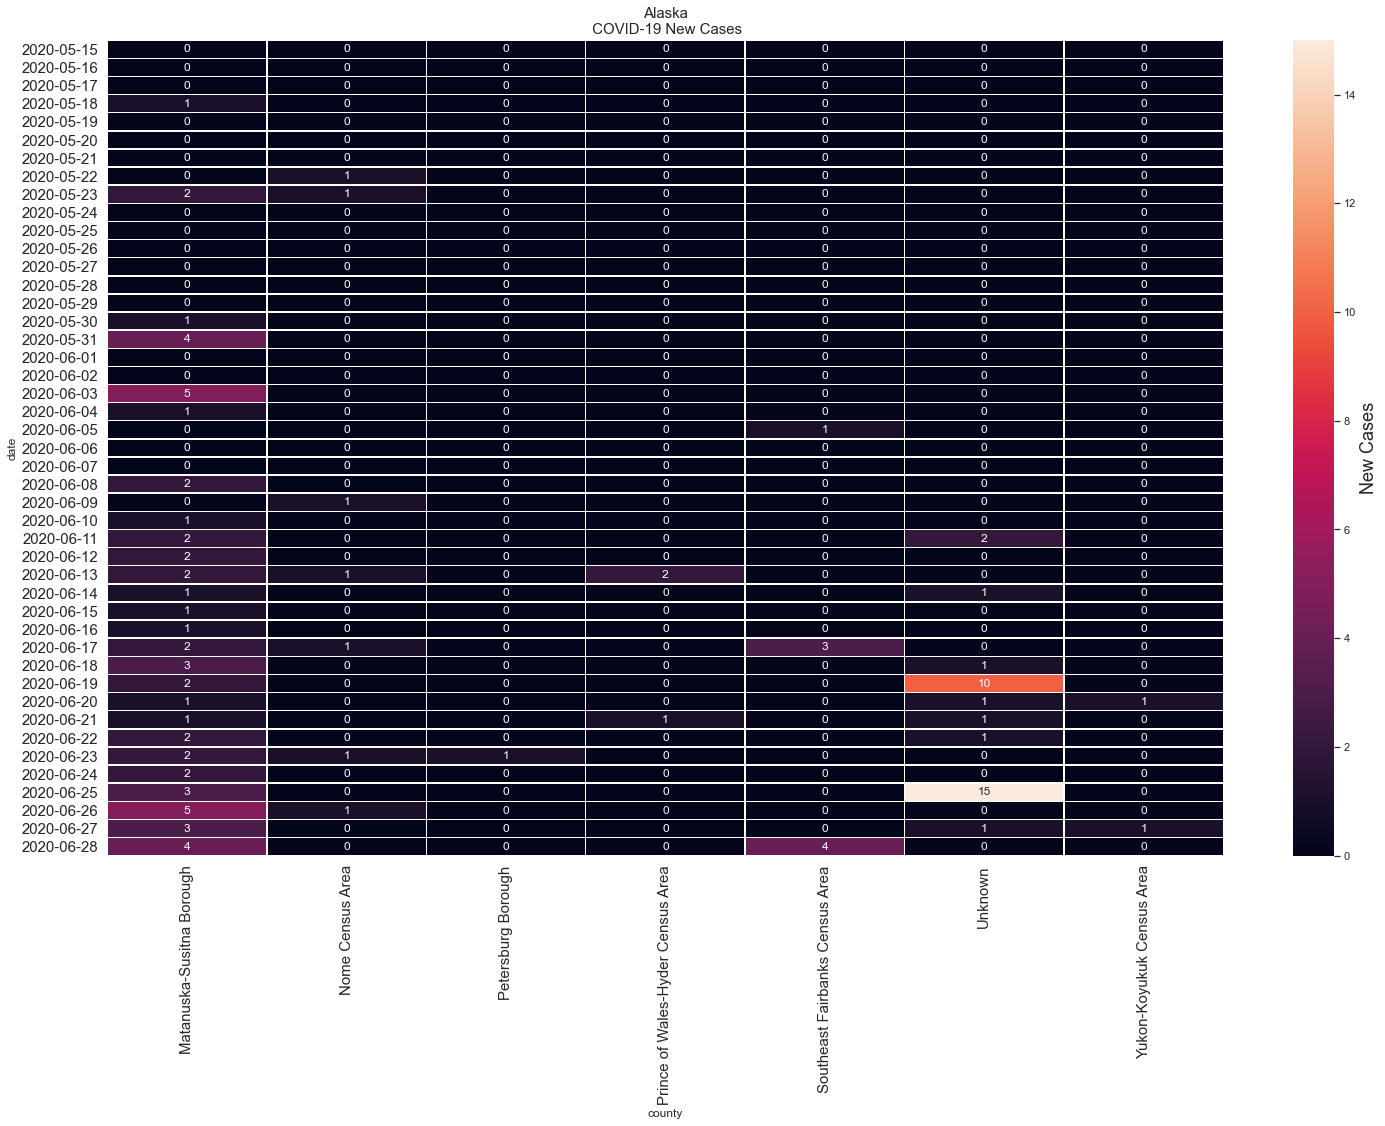 Alaska
COVID-19 New Cases
2020-05-15 0 0 0 0 0 0 0
2020-05-16 0 0 0 0 0 0 0
2020-05-17 0 0 0 0 0 0 0
2020-05-18 1 0 0 0 0 0 0
2020-05-19 0 0 0 0 0 0 0
2020-05-20 0 0 0 0 0 0 0
2020-05-21 0 0 0 0 0 0 0
2020-05-22 0 1 0 0 0 0 0
2020-05-23 2 1 0 0 0 0 0
2020-05-24 0 0 0 0 0 0 0
2020-05-25 0 0 0 0 0 0 0
2020-05-26 0 0 0 0 0 0 0
2020-05-27 0 0 0 0 0 0 0
2020-05-28 0 0 0 0 0 0 0
2020-05-29 0 0 0 0 0 0 0
2020-05-30 1 0 0 0 0 0 0
2020-05-31 4 0 0 0 0 0 0
2020-06-01 0 0 0 0 0 0 0
2020-06-02 0 0 0 0 0 0 0
2020-06-03 5 0 0 0 0 0 0
2020-06-04 1 0 0 0 0 0 0
2020-06-05 0 0 0 0 1 0 0
2020-06-06 0 0 0 0 0 0 0
2020-06-07 0 0 0 0 0 0 0
2020-06-08 2 0 0 0 0 0 0
2020-06-09 0 1 0 0 0 0 0
2020-06-10 1 0 0 0 0 0 0
2020-06-11 2 0 0 0 0 2 0
2020-06-12 2 0 0 0 0 0 0
2020-06-13 2 1 0 2 0 0 0
2020-06-14 1 0 0 0 0 1 0
2020-06-15 1 0 0 0 0 0 0
2020-06-16 1 0 0 0 0 0 0
2020-06-17 2 1 0 0 3 0 0
2020-06-18 3 0 0 0 0 1 0
2020-06-19 2 0 0 0 0 10 0
2020-06-20 1 0 0 0 0 1 1
2020-06-21 1 0 0 1 0 1 0
2020-06-22 2 0 0 0 0 1 0
2020-06-23 2 1 1 0 0 0 0
2020-06-24 2 0 0 0 0 0 0
2020-06-25 3 0 0 0 0 15 0
2020-06-26 5 1 0 0 0 0 0
2020-06-27 3 0 0 0 0 1 1
2020-06-28 4 0 0 0 4 0 0
date
Matanuska-Susitna Borough
Nome Census Area
Petersburg Borough
Prince of Wales-Hyder Census Area
Southeast Fairbanks Census Area
Unknown
Yukon-Koyukuk Census Area
county
14
12
10
8
6
4
2
0
New Cases